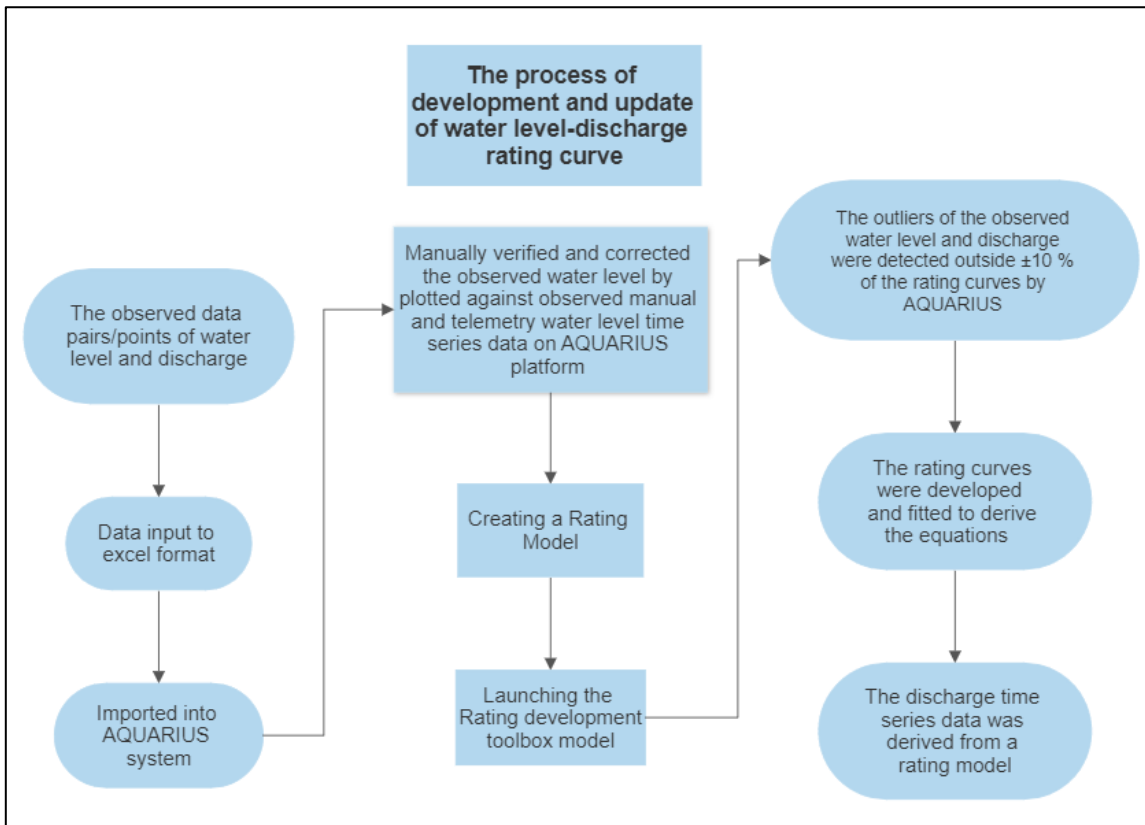 The process of
development and update
of water level-discharge
rating curve
The observed data
pairs/points of water
level and discharge
Data input to
excel format
Imported into
AQUARIUS
system
Manually verified and corrected
the observed water level by
plotted against observed manual
and telemetry water level time
series data on AQUARIUS
platform
Creating a Rating
Model
Launching the
Rating development
toolbox model
The outliers of the observed
water level and discharge
were detected outside ±10 %
of the rating curves by
AQUARIUS
The rating curves
were developed
and fitted to derive
the equations
The discharge time
series data was
derived from a
rating model